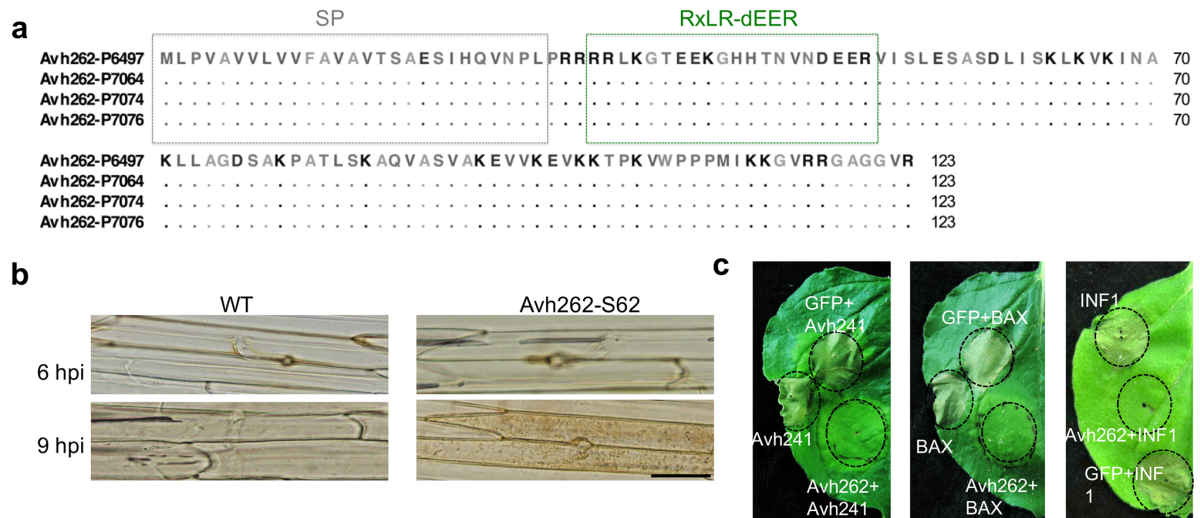 a
SP
RxLR-dEER
Avh262-P6497 MLPVAVVLVVFAVAVTSAESIHQVNPLPRRRRLKGTEEKGHHTNVNDEERVISLESASDLISKLKVKINA 70
Avh262-P7064 ...................................................................... 70
Avh262-P7074 ...................................................................... 70
Avh262-P7076 ...................................................................... 70
Avh262-P6497 KLLAGDSAKPATLSKAQVASVAKEVVKEVKKTPKVWPPPMIKKGVRRGAGGVR 123
Avh262-P7064 ..................................................... 123
Avh262-P7074 ..................................................... 123
Avh262-P7076 ..................................................... 123
b
WT
Avh262-S62
6 hpi
9 hpi
c
GFP+
Avh241
Avh241
Avh262+
Avh241
GFP+BAX
BAX
Avh262+
BAX
INF1
Avh262+INF1
GFP+INF
1